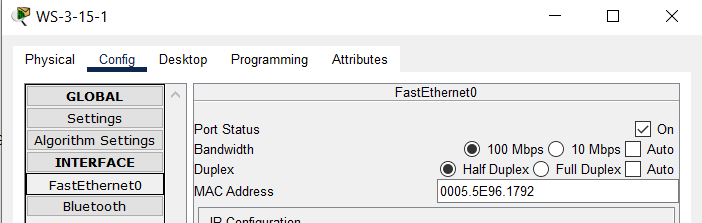 WS-3-15-1
Physical Config Desktop Programming Attributes
GLOBAL
Settings
Algorithm Settings
INTERFACE
FastEthernet0
Bluetooth
FastEthernet0
Port Status On
Bandwidth 100 Mbps 10 Mbps Auto
Duplex Half Duplex Full Duplex Auto
MAC Address 0005.5E96.1792
IP Configuration